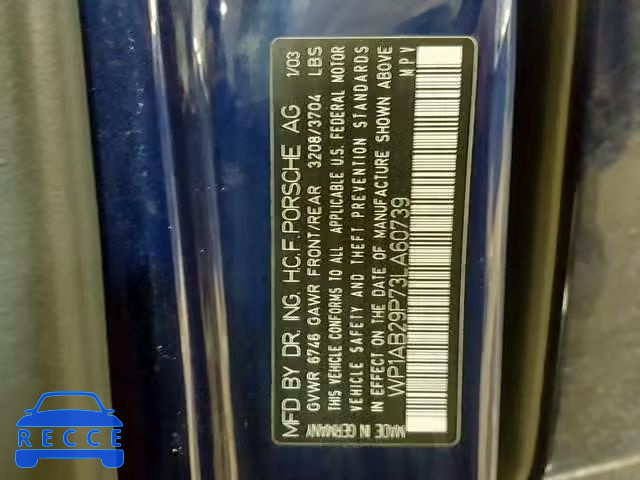 MFD BY DR. ING. H.C.F. PORSCHE AG 1/03
GVWR 6746 GAWR FRONT/REAR 3208/3704 LBS
THIS VEHICLE CONFORMS TO ALL APPLICABLE U.S. FEDERAL MOTOR
VEHICLE SAFETY AND THEFT PREVENTION STANDARDS
IN EFFECT ON THE DATE OF MANUFACTURE SHOWN ABOVE
WP1AB29P73LA60739 MPV
MADE IN GERMANY
RECCE